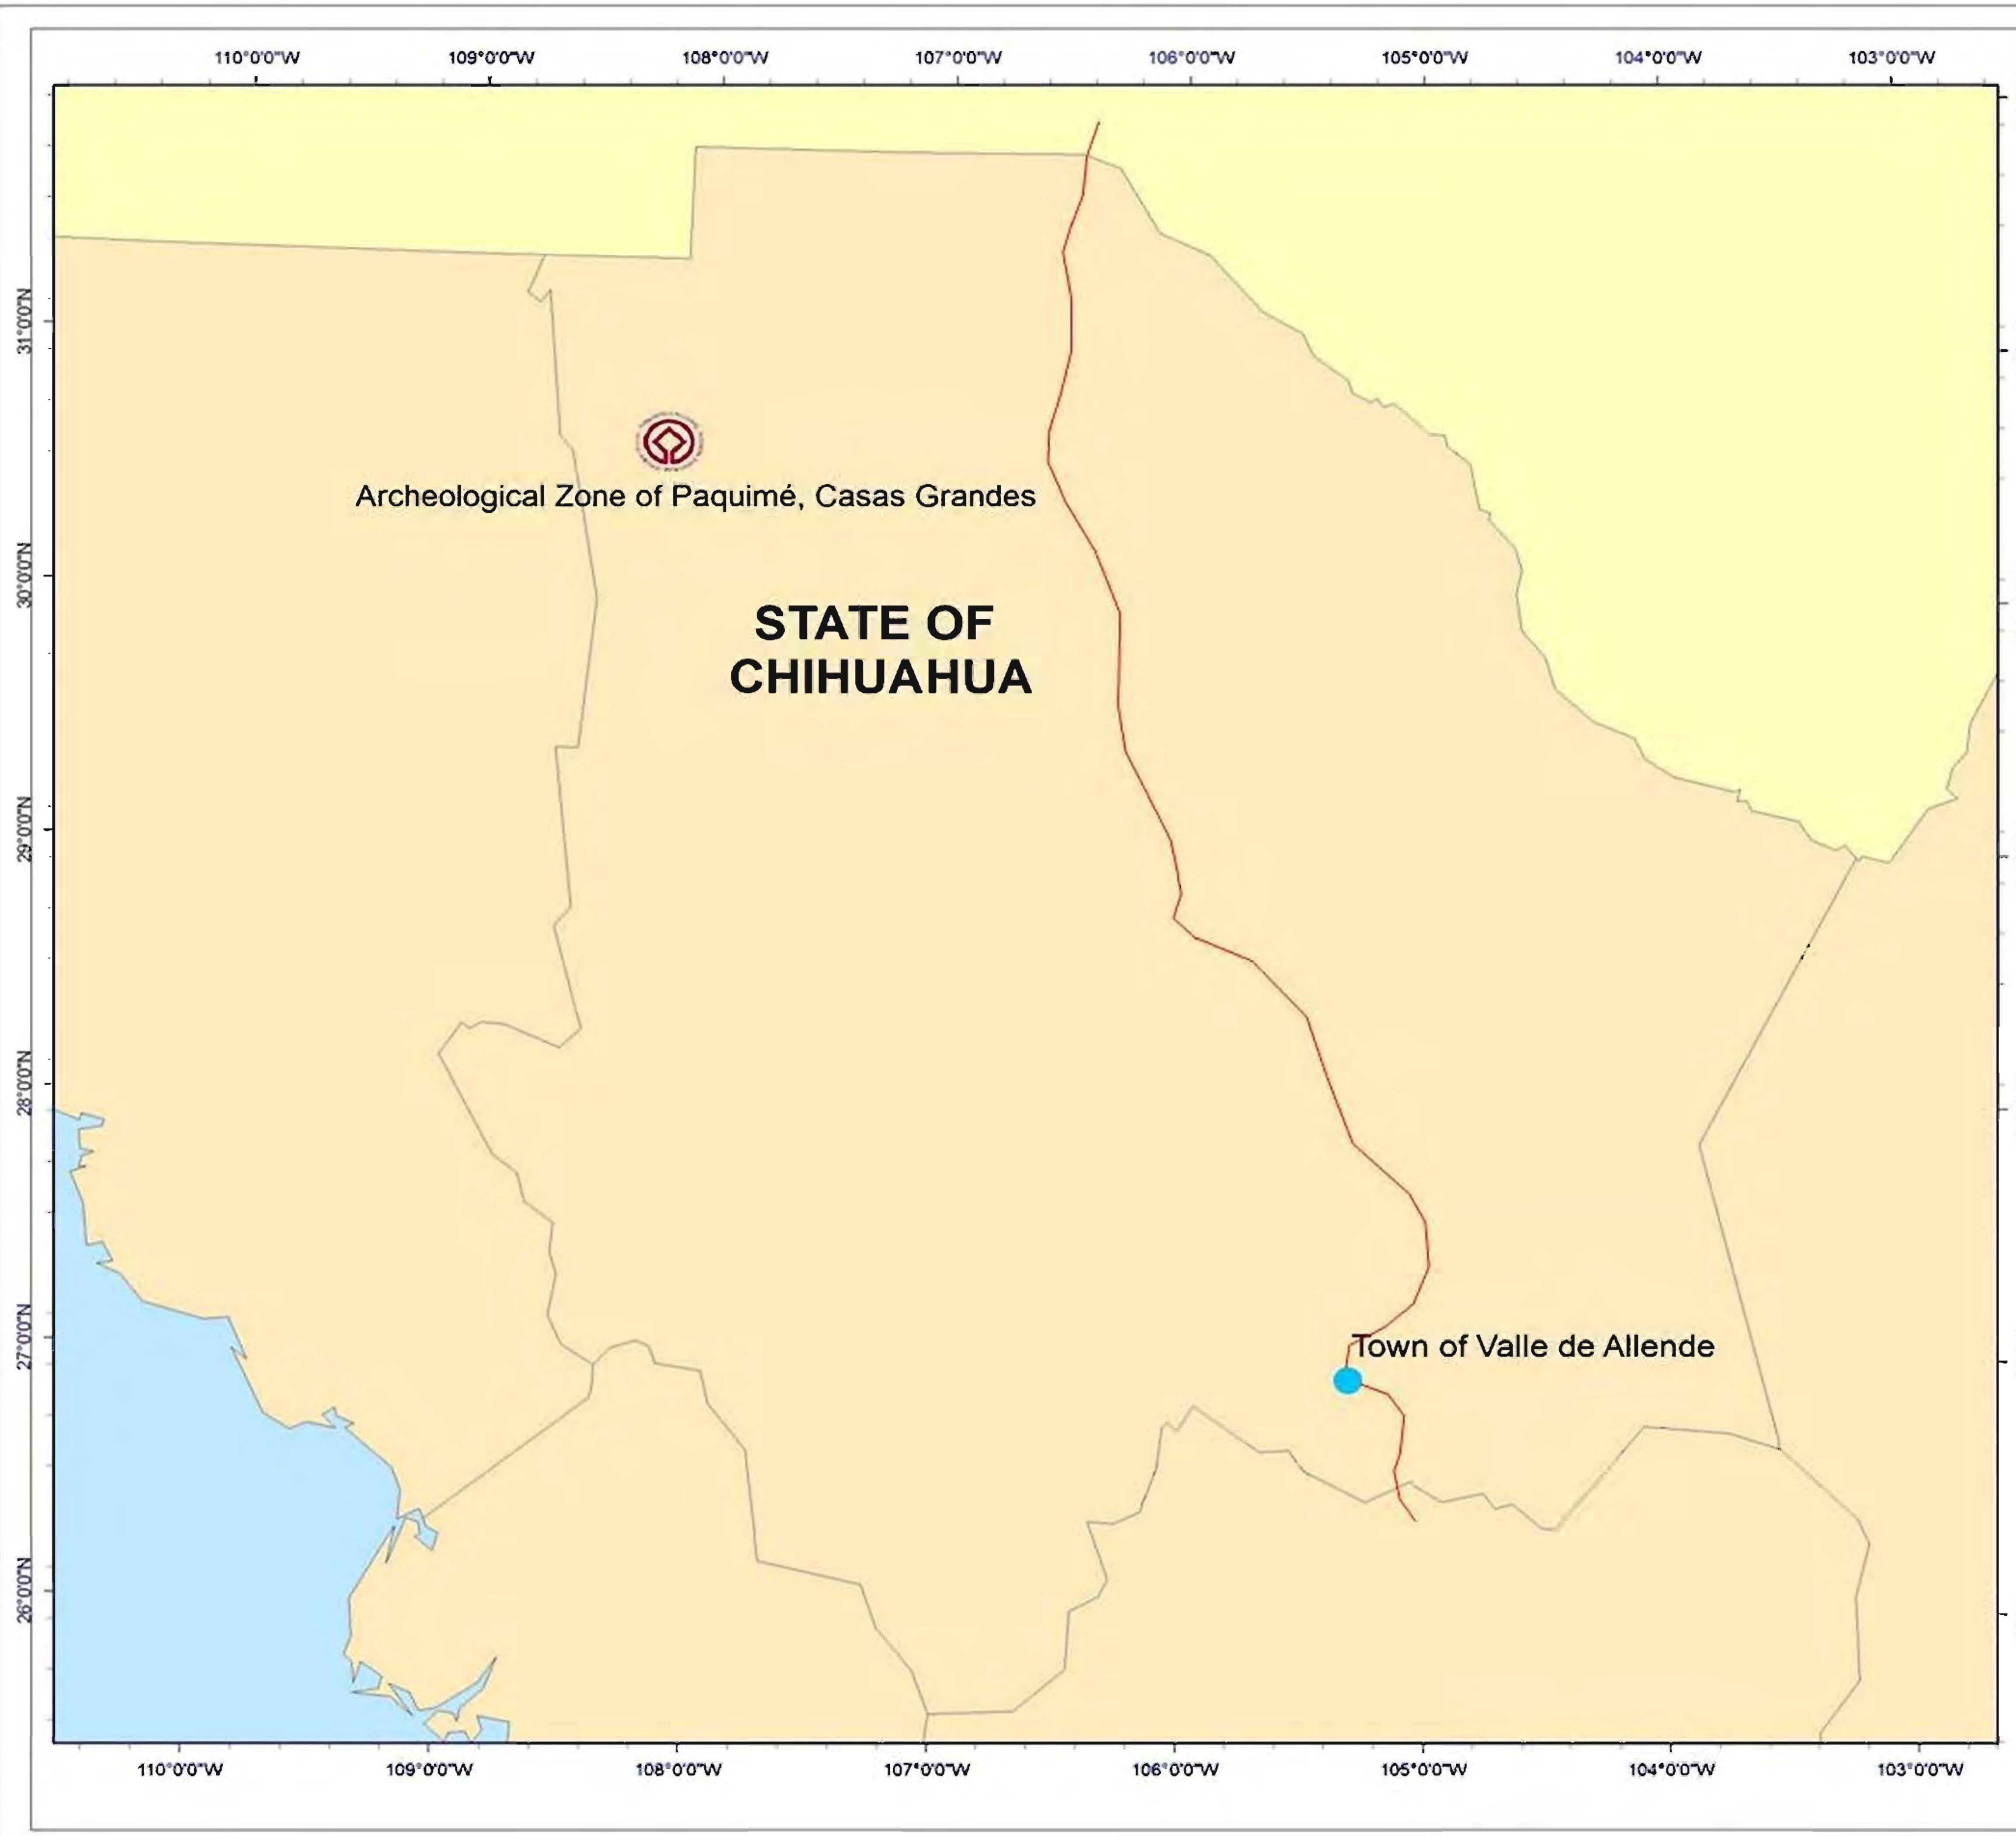 110°0'0"W 109°0'0"W 108°0'0"W 107°0'0"W 106°0'0"W 105°0'0"W 104°0'0"W 103°0'0"W
31°0'0"N
Archeological Zone of Paquimé, Casas Grandes
30°0'0"N
STATE OF
CHIHUAHUA
29°0'0"N
28°0'0"N
27°0'0"N
Town of Valle de Allende
26°0'0"N
110°0'0"W 109°0'0"W 108°0'0"W 107°0'0"W 106°0'0"W 105°0'0"W 104°0'0"W 103°0'0"W